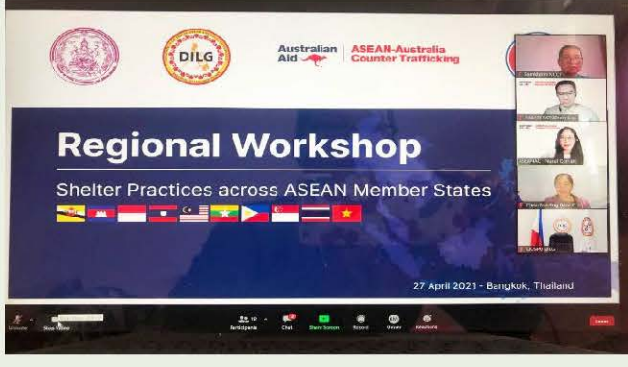 DILG
Australian Aid
ASEAN-Australia Counter Trafficking
Regional Workshop
Shelter Practices across ASEAN Member States
27 April 2021 - Bangkok, Thailand
Participants
Chat
Share Screen
Record
Reactions